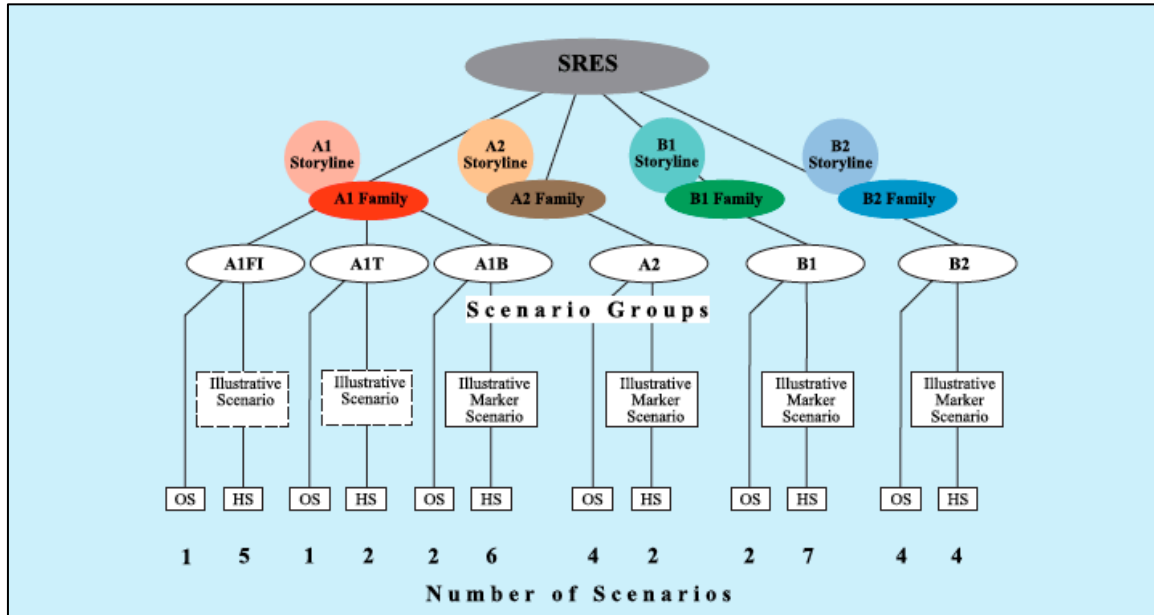 SRES
A1
Storyline
A2
Storyline
B1
Storyline
B2
Storyline
A1 Family
A2 Family
B1 Family
B2 Family
A1FI
A1T
A1B
A2
B1
B2
Scenario Groups
Illustrative
Scenario
Illustrative
Scenario
Illustrative
Marker
Scenario
Illustrative
Marker
Scenario
Illustrative
Marker
Scenario
Illustrative
Marker
Scenario
OS HS OS HS OS HS OS HS OS HS OS HS
1 5 1 2 2 6 4 2 2 7 4 4
Number of Scenarios